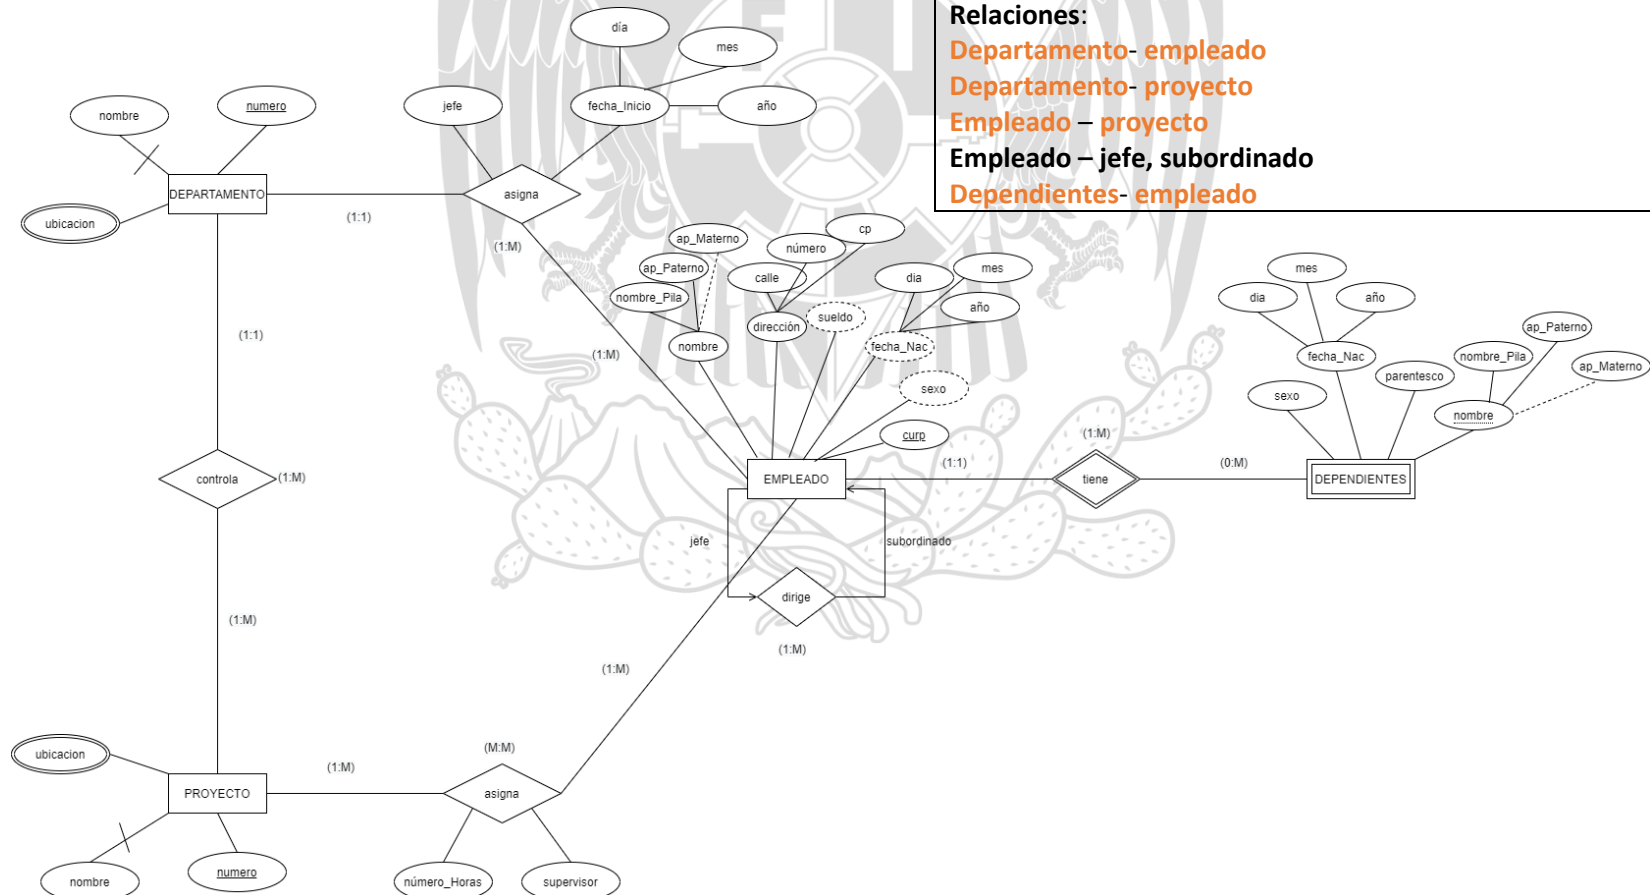 Relaciones:
Departamento- empleado
Departamento- proyecto
Empleado – proyecto
Empleado – jefe, subordinado
Dependientes- empleado
día
mes
jefe
fecha_Inicio
año
nombre
numero
DEPARTAMENTO
asigna
ubicacion
(1:1)
(1:M)
ap_Materno
número
cp
ap_Paterno
calle
nombre_Pila
dirección
sueldo
nombre
dia
mes
año
fecha_Nac
sexo
curp
(1:1)
(1:M)
mes
dia
año
fecha_Nac
sexo
parentesco
nombre_Pila
ap_Paterno
ap_Materno
nombre
controla
(1:M)
EMPLEADO
(1:1)
(1:M)
tiene
(0:M)
DEPENDIENTES
jefe
subordinado
dirige
(1:M)
(1:M)
(1:M)
ubicacion
PROYECTO
(1:M)
(M:M)
asigna
nombre
numero
número_Horas
supervisor